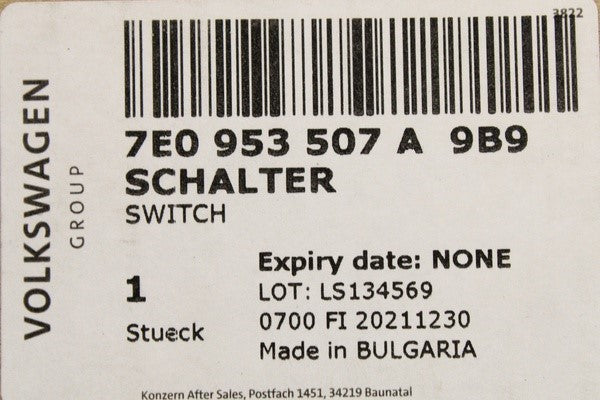 3822
VOLKSWAGEN
GROUP
7E0 953 507 A 9B9
SCHALTER
SWITCH
Expiry date: NONE
1
LOT: LS134569
Stueck
0700 FI 20211230
Made in BULGARIA
Konzern After Sales, Postfach 1451, 34219 Baunatal